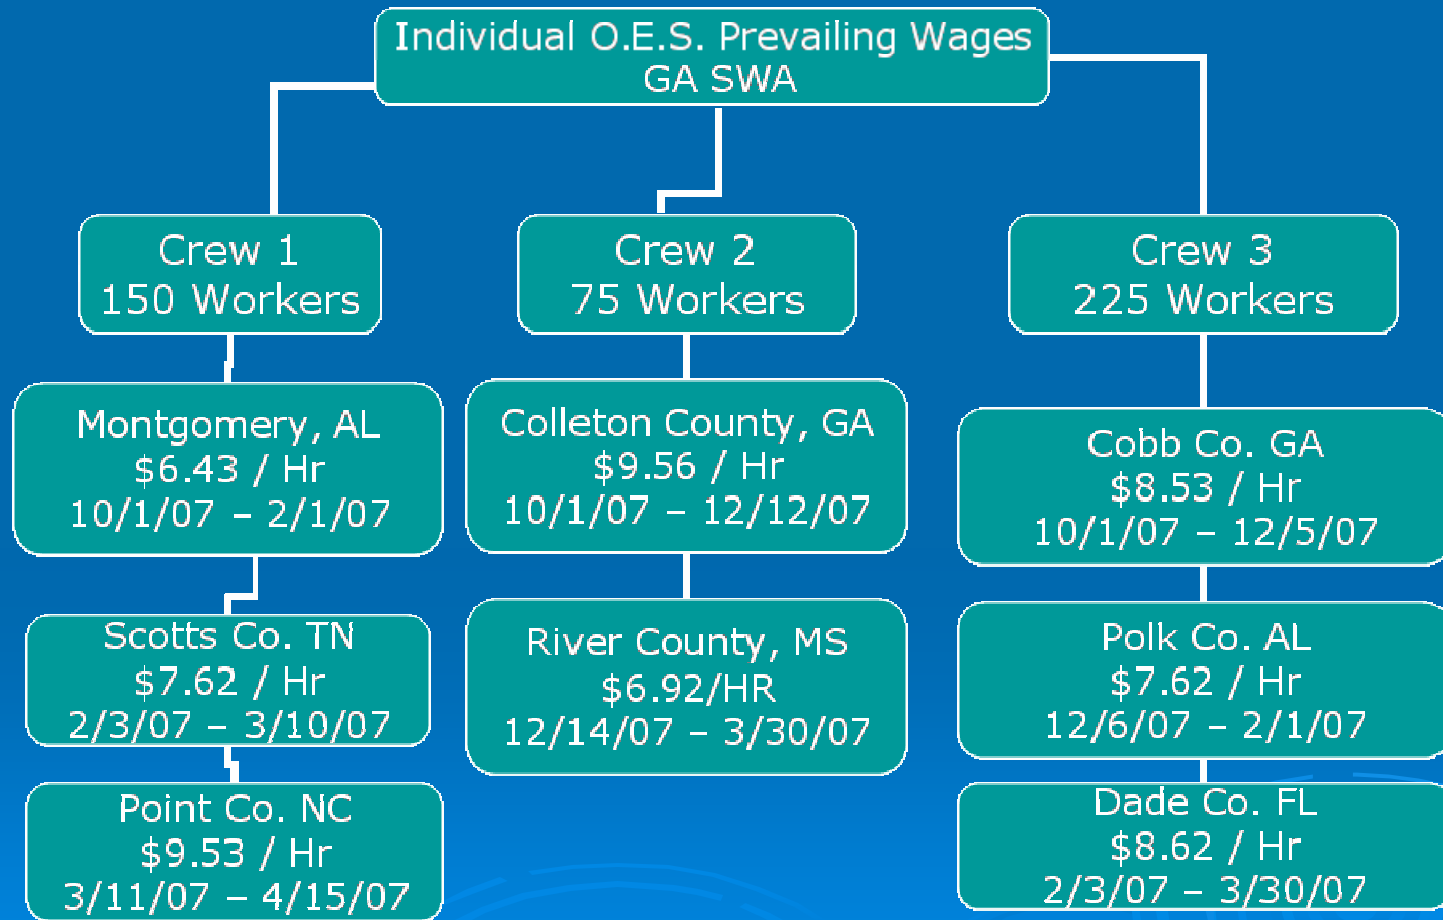 Individual O.E.S. Prevailing Wages
GA SWA
Crew 1
150 Workers
Montgomery, AL
$6.43 / Hr
10/1/07 – 2/1/07
Scotts Co. TN
$7.62 / Hr
2/3/07 – 3/10/07
Point Co. NC
$9.53 / Hr
3/11/07 – 4/15/07
Crew 2
75 Workers
Colleton County, GA
$9.56 / Hr
10/1/07 – 12/12/07
River County, MS
$6.92/HR
12/14/07 – 3/30/07
Crew 3
225 Workers
Cobb Co. GA
$8.53 / Hr
10/1/07 – 12/5/07
Polk Co. AL
$7.62 / Hr
12/6/07 – 2/1/07
Dade Co. FL
$8.62 / Hr
2/3/07 – 3/30/07